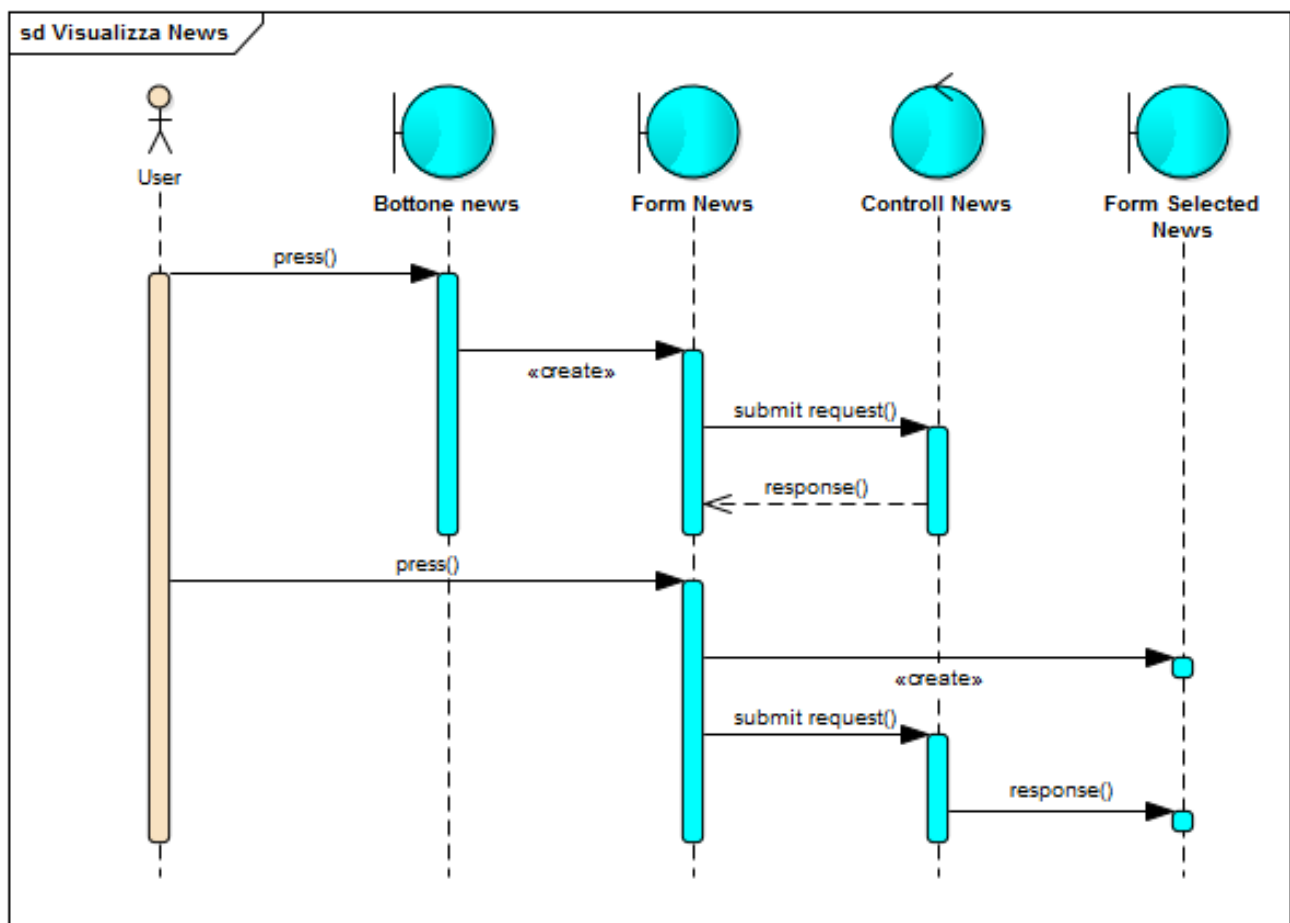 sd Visualizza News
User
Bottone news
Form News
Controll News
Form Selected
News
press()
«create»
submit request()
response()
press()
«create»
submit request()
response()